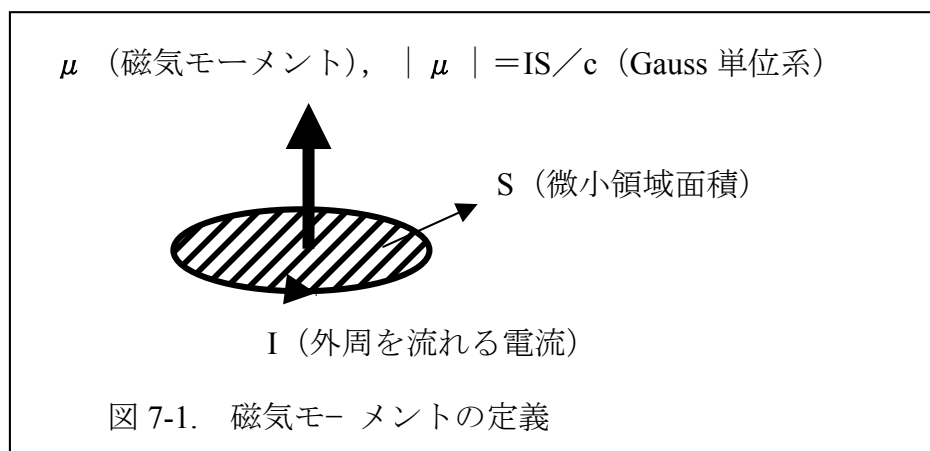 μ （磁気モーメント），｜μ｜＝IS／c（Gauss 単位系）
S（微小領域面積）
I（外周を流れる電流）
図 7-1.　磁気モｰ メントの定義